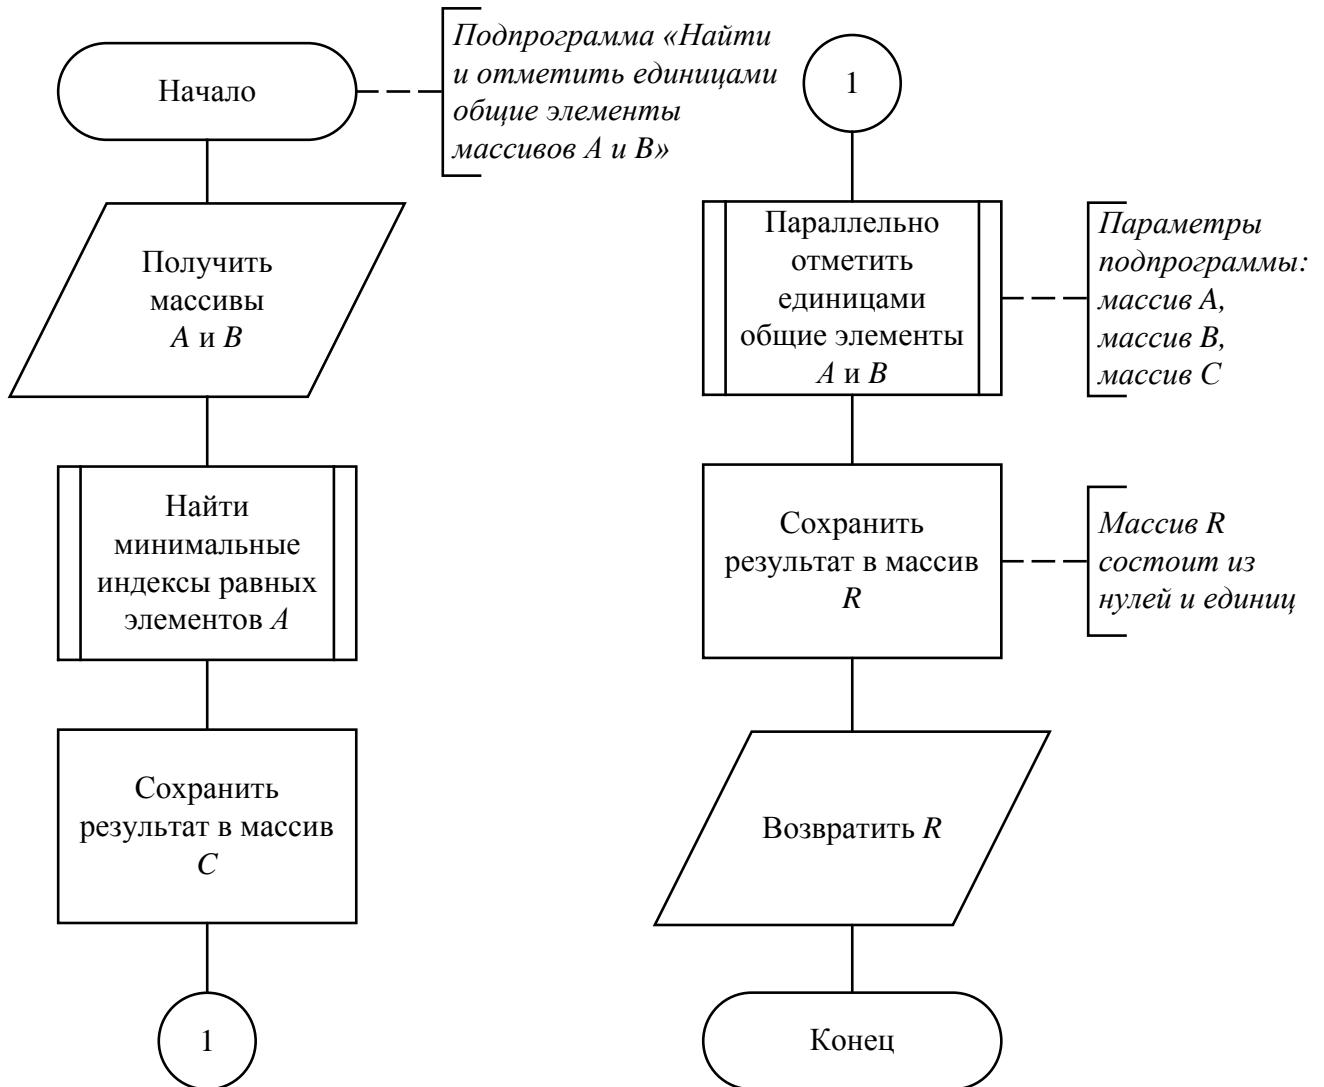 Начало
Подпрограмма «Найти
и отметить единицами
общие элементы
массивов A и B»
Получить
массивы
A и B
Найти
минимальные
индексы равных
элементов A
Сохранить
результат в массив
C
1
1
Параллельно
отметить
единицами
общие элементы
A и B
Параметры
подпрограммы:
массив A,
массив B,
массив C
Сохранить
результат в массив
R
Массив R
состоит из
нулей и единиц
Возвратить R
Конец